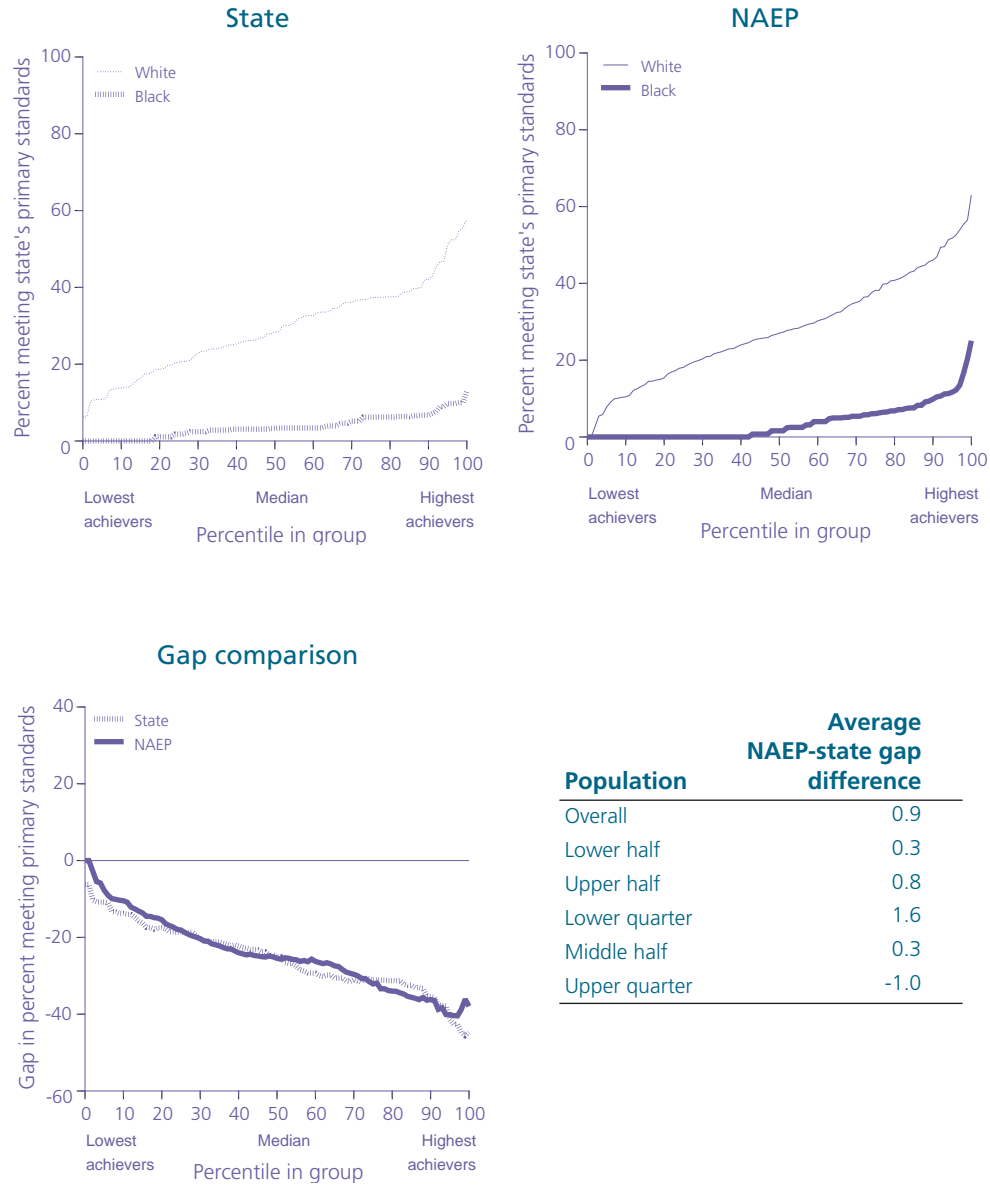 State
Percent meeting state's primary standards
100
80
60
40
20
0
White
Black
0 10 20 30 40 50 60 70 80 90 100
Lowest achievers
Median
Highest achievers
Percentile in group
NAEP
Percent meeting state's primary standards
100
80
60
40
20
0
White
Black
0 10 20 30 40 50 60 70 80 90 100
Lowest achievers
Median
Highest achievers
Percentile in group
Gap comparison
Gap in percent meeting primary standards
40
20
0
-20
-40
-60
State
NAEP
0 10 20 30 40 50 60 70 80 90 100
Lowest achievers
Median
Highest achievers
Percentile in group
Population Average NAEP-state gap difference
Overall 0.9
Lower half 0.3
Upper half 0.8
Lower quarter 1.6
Middle half 0.3
Upper quarter -1.0